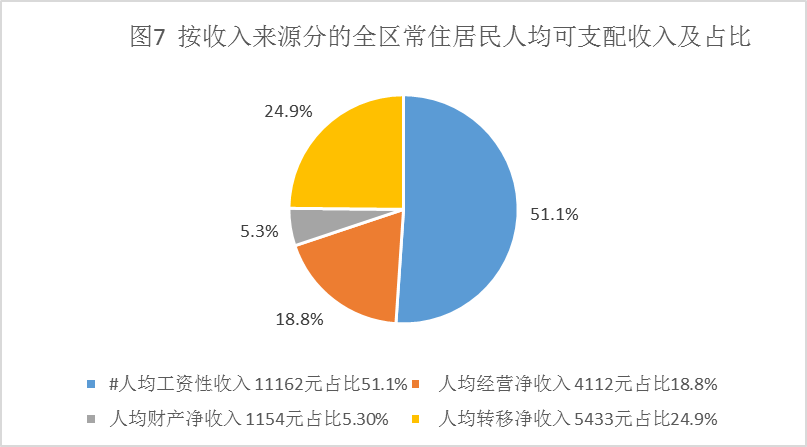 图7 按收入来源分的全区常住居民人均可支配收入及占比
24.9%
51.1%
5.3%
18.8%
#人均工资性收入 11162元占比51.1%
人均经营净收入 4112元占比18.8%
人均财产净收入 1154元占比5.30%
人均转移净收入 5433元占比24.9%